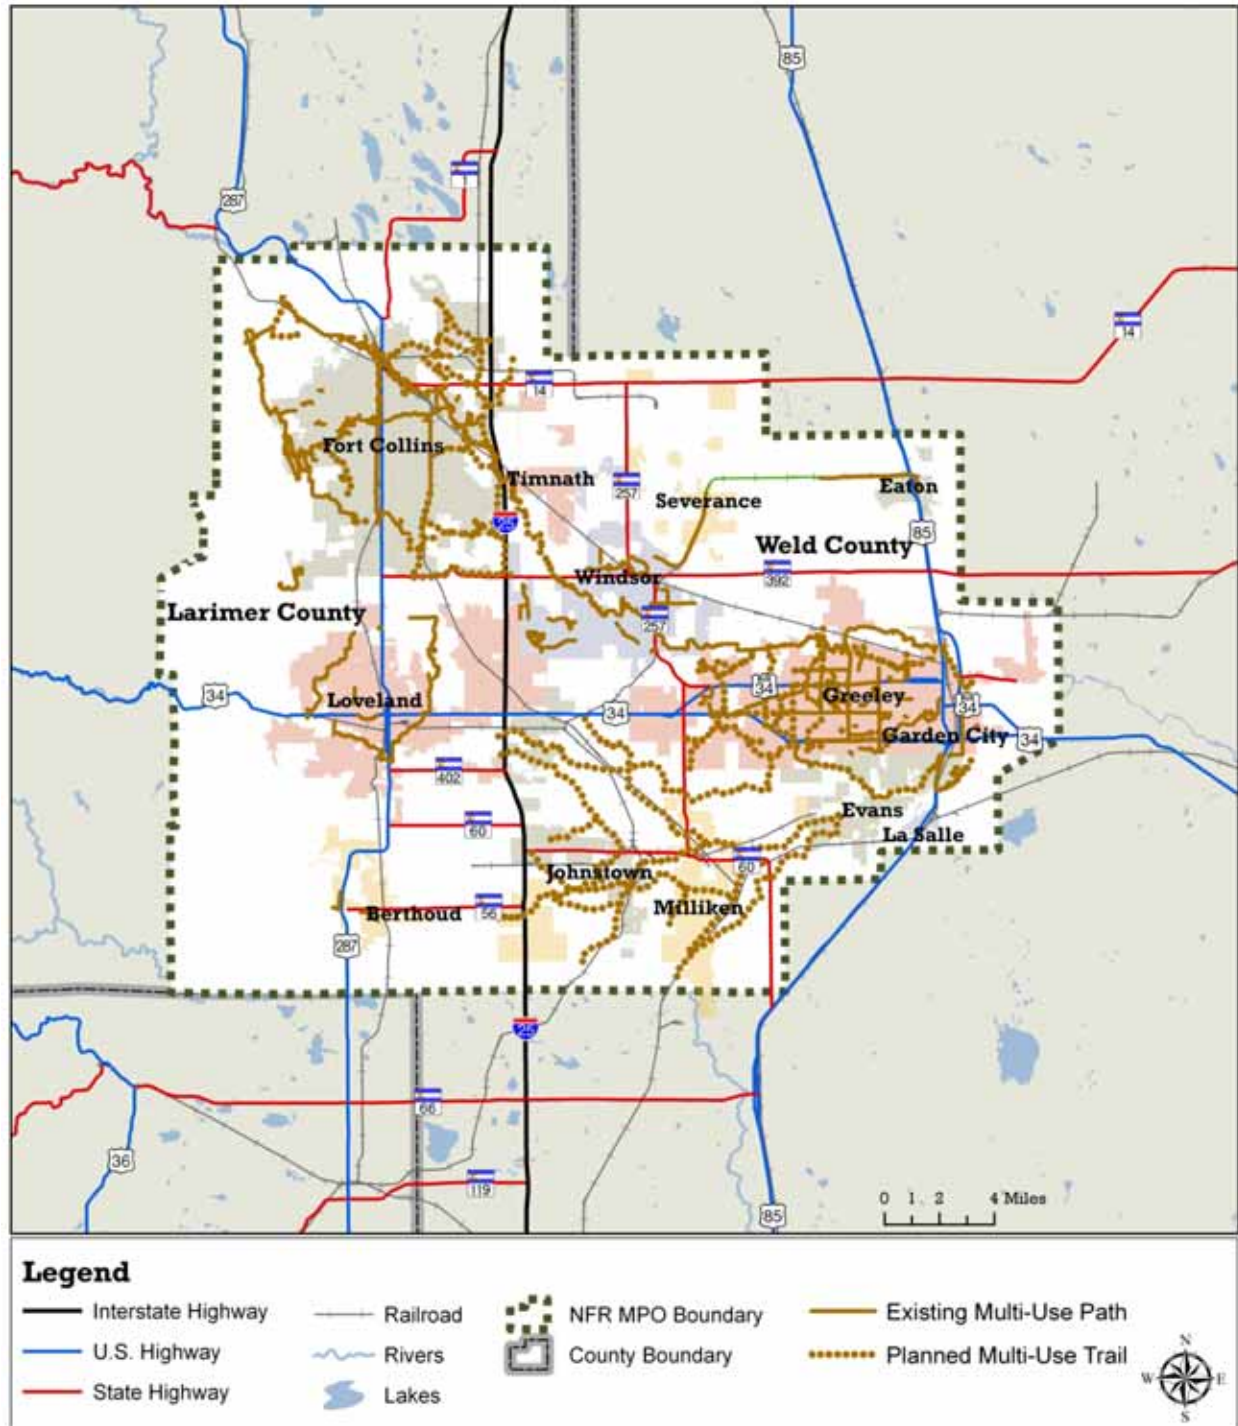 85
287
1
14
14
Fort Collins
Timnath
257
Severance
Eaton
25
85
Weld County
Windsor
392
Larimer County
257
34
Loveland
34
34
Greeley
34
Garden City
34
402
60
Evans
La Salle
60
Johnstown
Milliken
Berthoud
56
287
25
66
36
119
85
0 1 2 4 Miles
Legend
Interstate Highway
Railroad
NFR MPO Boundary
Existing Multi-Use Path
U.S. Highway
Rivers
County Boundary
Planned Multi-Use Trail
State Highway
Lakes
N
W E
S